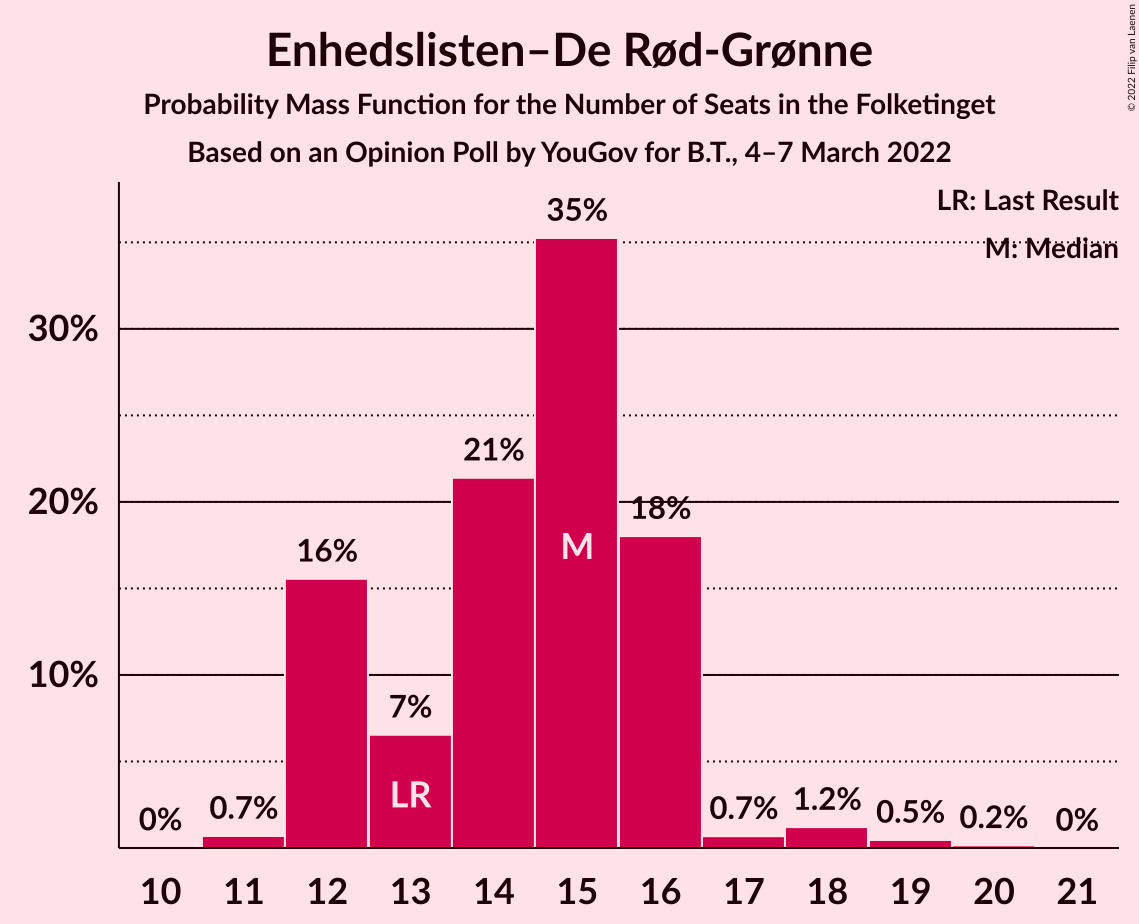 Enhedslisten–De Rød-Grønne
Probability Mass Function for the Number of Seats in the Folketinget
Based on an Opinion Poll by YouGov for B.T., 4–7 March 2022
© 2022 Filip van Laenen
LR: Last Result
M: Median
30%
20%
10%
0%
0.7%
16%
7%
21%
35%
18%
0.7%
1.2%
0.5%
0.2%
0%
LR
M
10 11 12 13 14 15 16 17 18 19 20 21